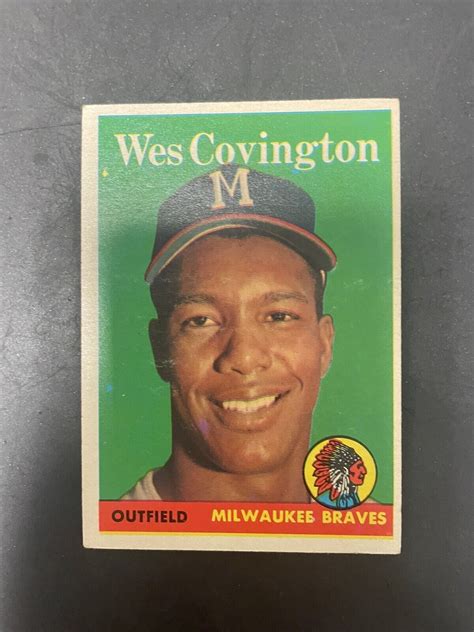 Wes Covington
M
OUTFIELD MILWAUKEE BRAVES